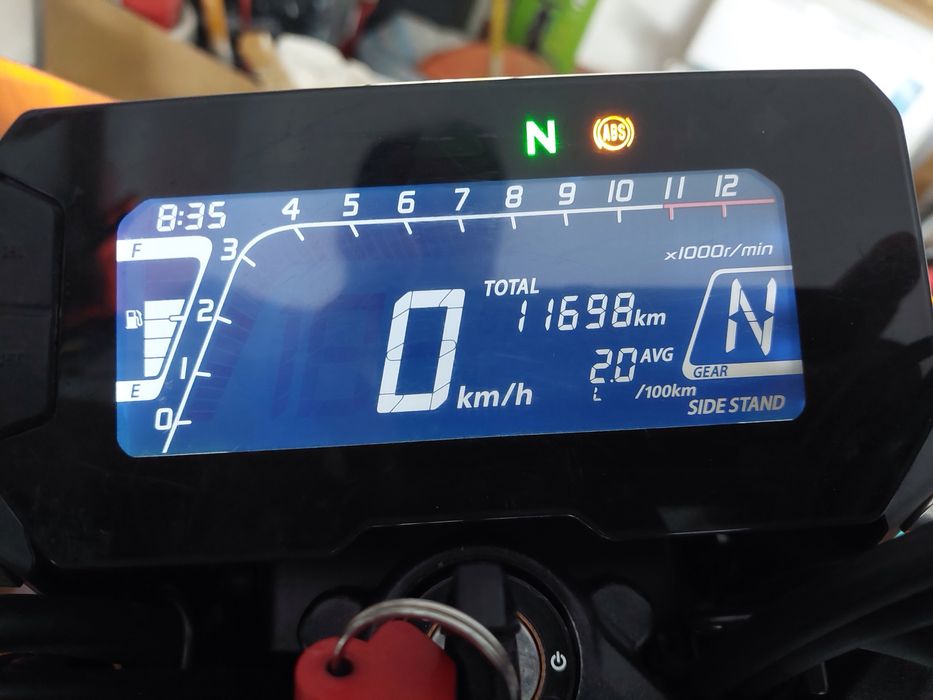 N ABS
8:35 4 5 6 7 8 9 10 11 12
F 3
x1000r/min
TOTAL
2 11698km N
0 km/h
2.0 AVG
1 L /100km GEAR
E
0 SIDE STAND